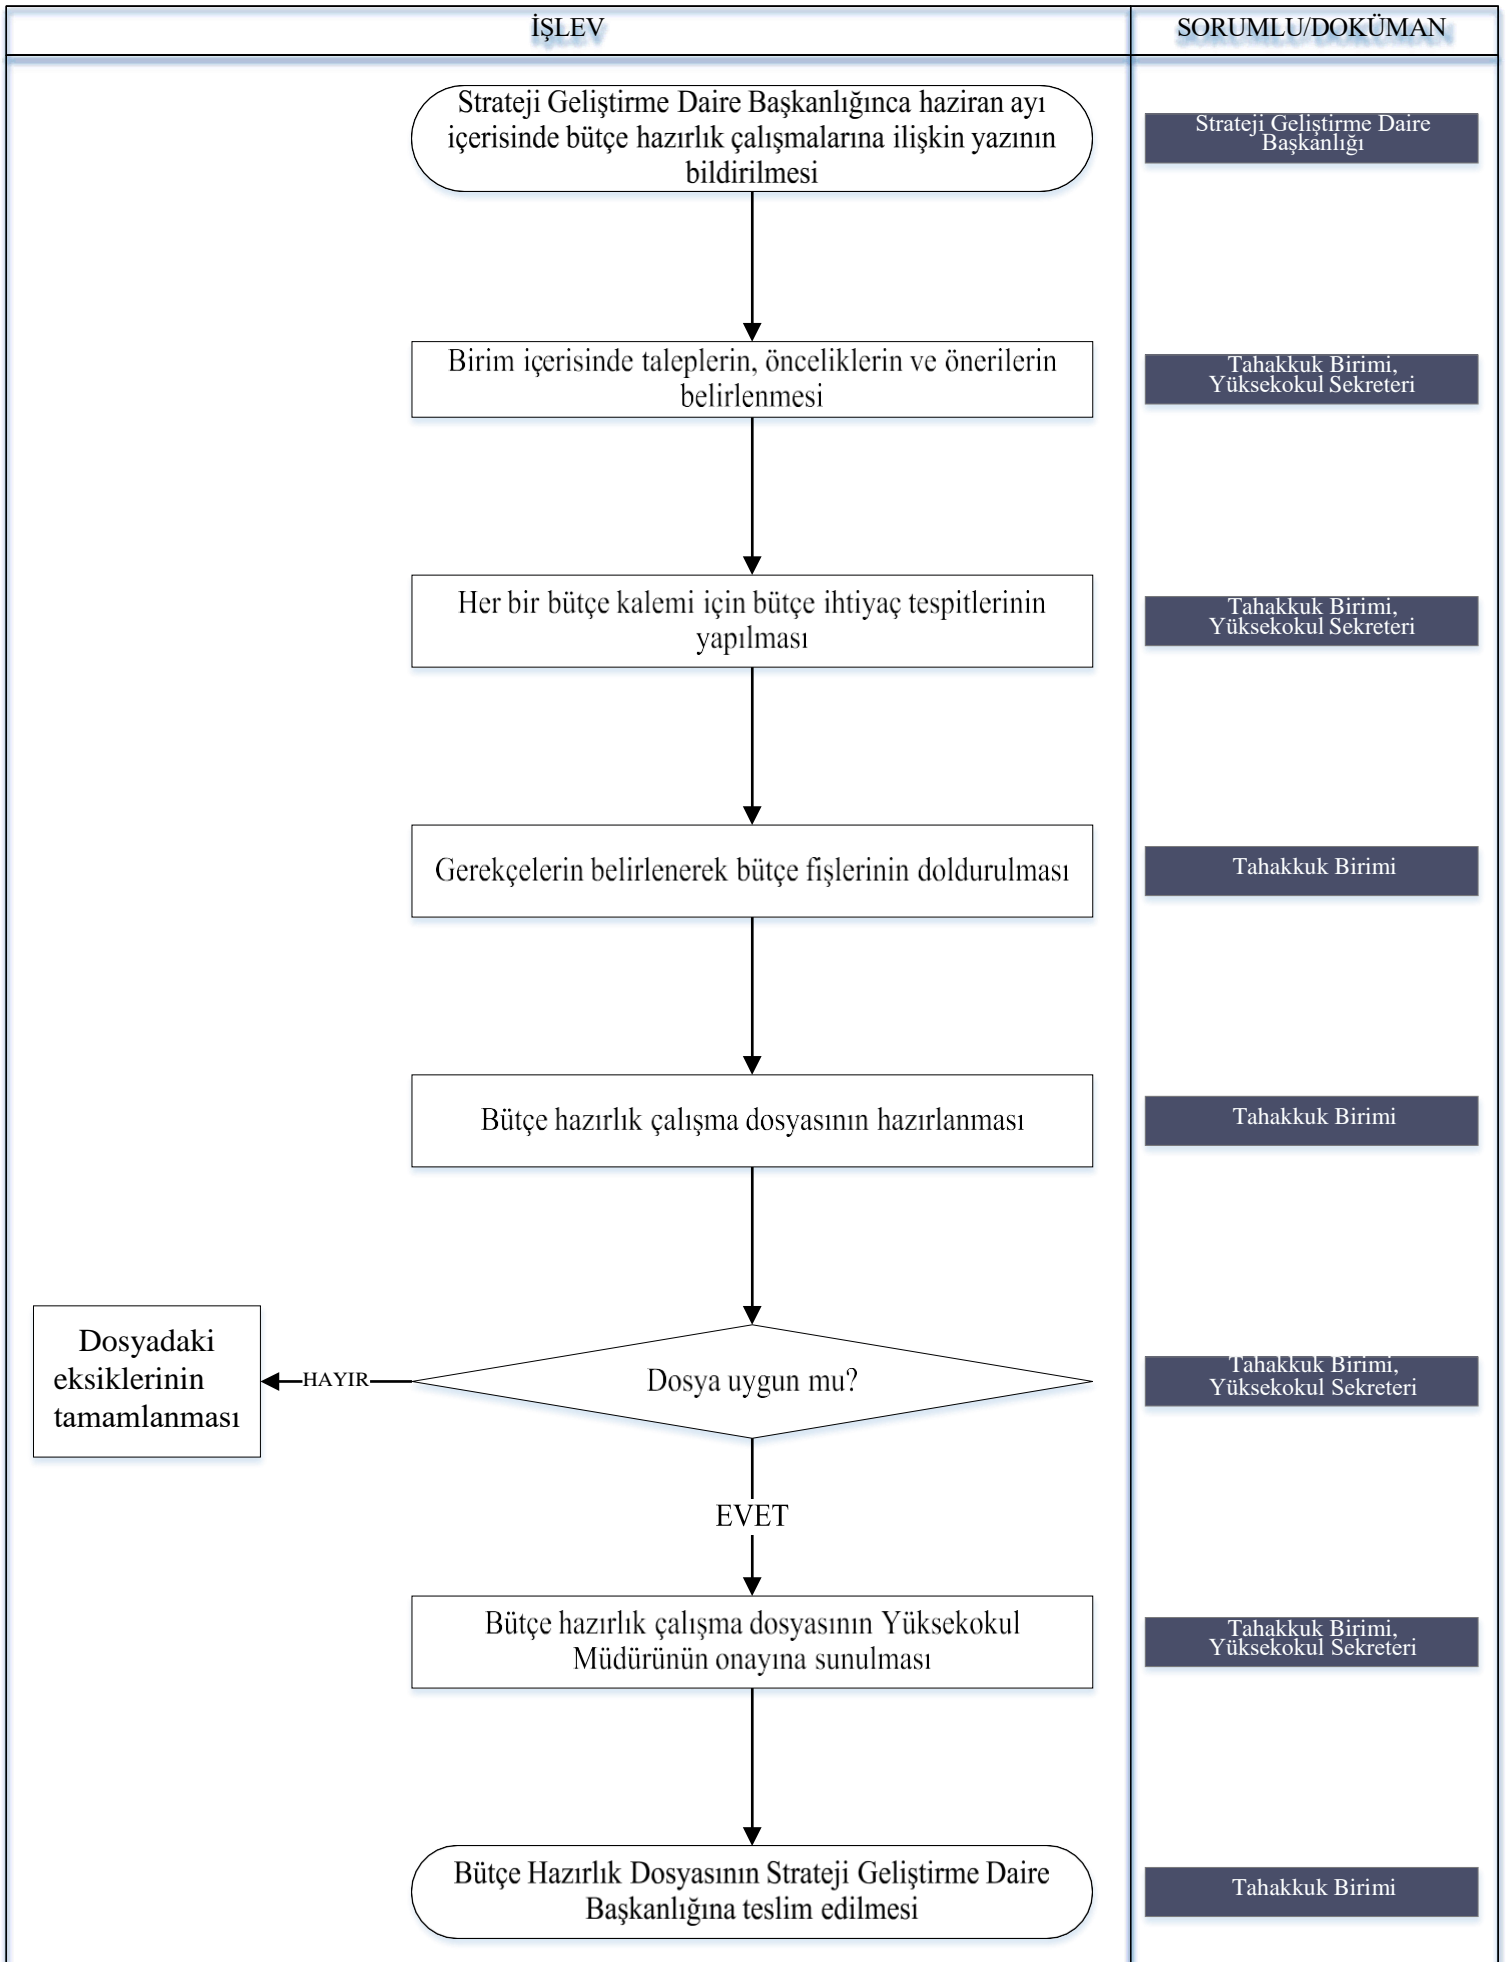 İŞLEV
SORUMLU/DOKÜMAN
Strateji Geliştirme Daire Başkanlığınca haziran ayı
içerisinde bütçe hazırlık çalışmalarına ilişkin yazının
bildirilmesi
Strateji Geliştirme Daire
Başkanlığı
Birim içerisinde taleplerin, önceliklerin ve önerilerin
belirlenmesi
Tahakkuk Birimi,
Yüksekokul Sekreteri
Her bir bütçe kalemi için bütçe ihtiyaç tespitlerinin
yapılması
Tahakkuk Birimi,
Yüksekokul Sekreteri
Gerekçelerin belirlenerek bütçe fişlerinin doldurulması
Tahakkuk Birimi
Bütçe hazırlık çalışma dosyasının hazırlanması
Tahakkuk Birimi
Dosyadaki
eksiklerinin
tamamlanması
HAYIR
Dosya uygun mu?
Tahakkuk Birimi,
Yüksekokul Sekreteri
EVET
Bütçe hazırlık çalışma dosyasının Yüksekokul
Müdürünün onayına sunulması
Tahakkuk Birimi,
Yüksekokul Sekreteri
Bütçe Hazırlık Dosyasının Strateji Geliştirme Daire
Başkanlığına teslim edilmesi
Tahakkuk Birimi